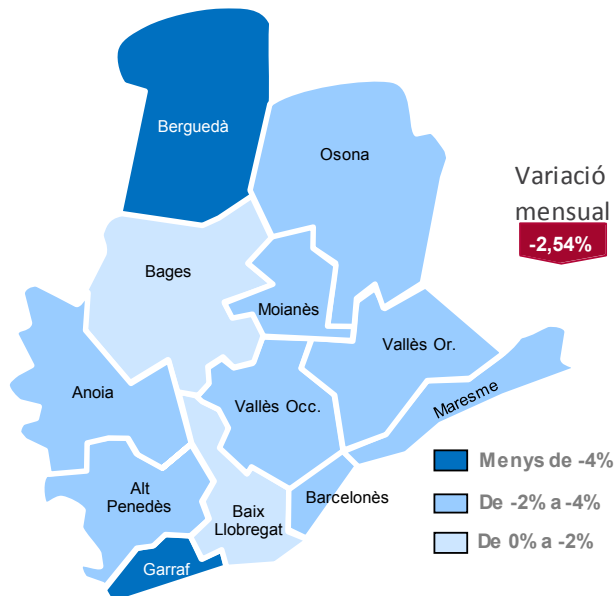 Berguedà
Osona
Variació
mensual
-2,54%
Bages
Moianès
Vallès Or.
Anoia
Vallès Occ.
Maresme
Menys de -4%
Alt
Penedès
Baix
Llobregat
Barcelonès
De -2% a -4%
De 0% a -2%
Garraf